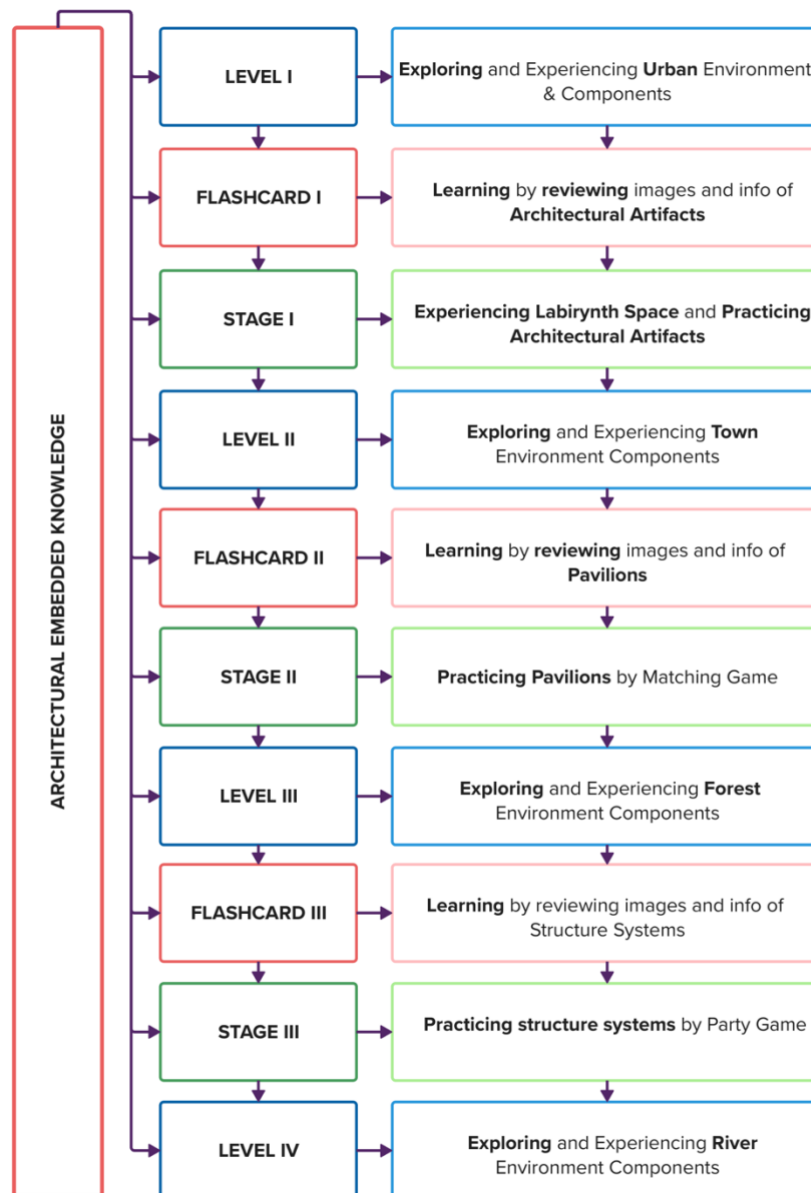 ARCHITECTURAL EMBEDDED KNOWLEDGE
LEVEL I
Exploring and Experiencing Urban Environment
& Components
FLASHCARD I
Learning by reviewing images and info of
Architectural Artifacts
STAGE I
Experiencing Labirynth Space and Practicing
Architectural Artifacts
LEVEL II
Exploring and Experiencing Town
Environment Components
FLASHCARD II
Learning by reviewing images and info of
Pavilions
STAGE II
Practicing Pavilions by Matching Game
LEVEL III
Exploring and Experiencing Forest
Environment Components
FLASHCARD III
Learning by reviewing images and info of
Structure Systems
STAGE III
Practicing structure systems by Party Game
LEVEL IV
Exploring and Experiencing River
Environment Components